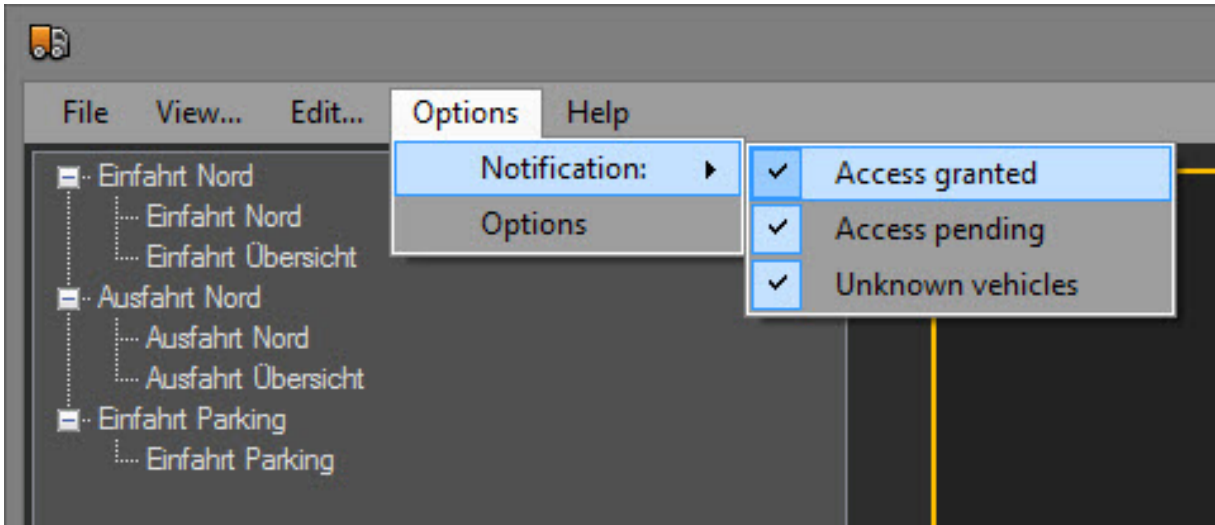 File View... Edit... Options Help
Notification:
Options
Access granted
Access pending
Unknown vehicles
Einfahrt Nord
Einfahrt Nord
Einfahrt Übersicht
Ausfahrt Nord
Ausfahrt Nord
Ausfahrt Übersicht
Einfahrt Parking
Einfahrt Parking